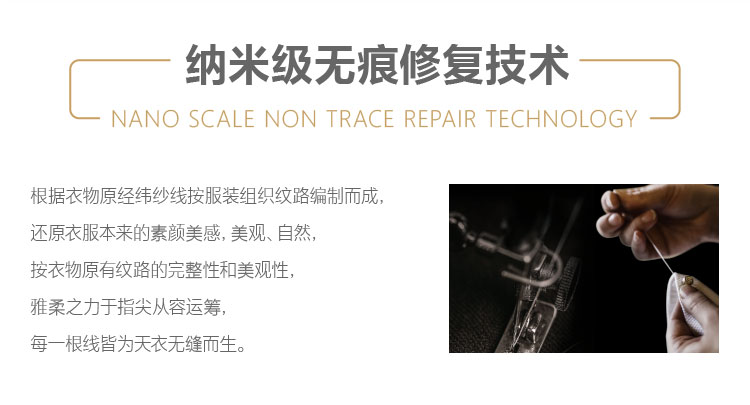 纳米级无痕修复技术
NANO SCALE NON TRACE REPAIR TECHNOLOGY
根据衣物原经纬纱线按服装组织纹路编制而成，
还原衣服本来的素颜美感，美观、自然，
按衣物原有纹路的完整性和美观性，
雅柔之力于指尖从容运筹，
每一根线皆为天衣无缝而生。